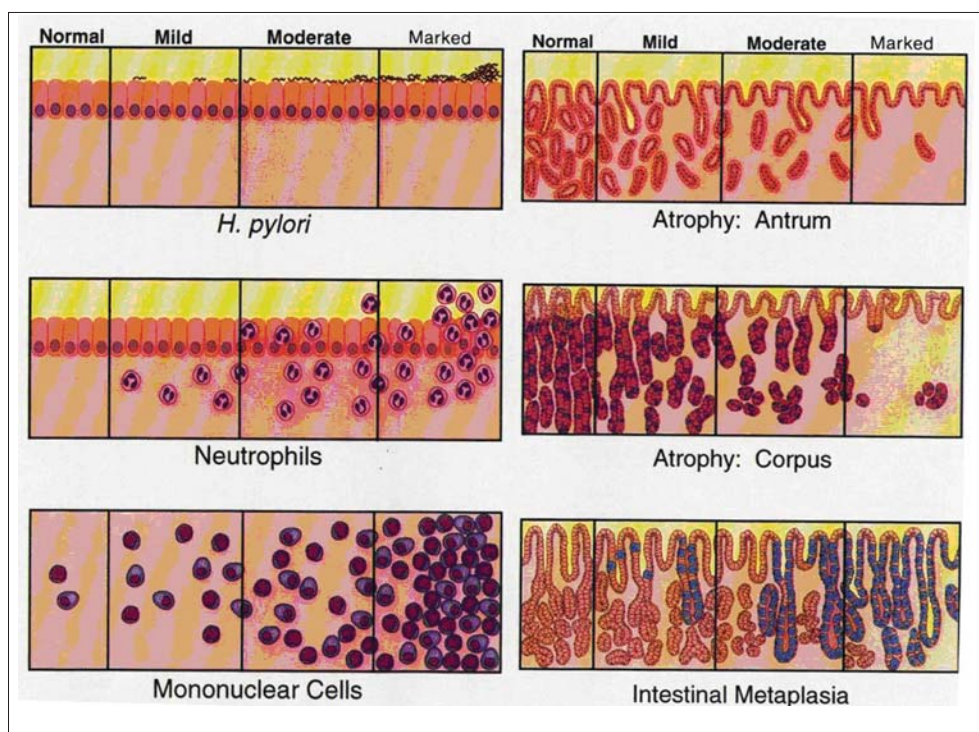 Normal Mild Moderate Marked
H. pylori
Neutrophils
Mononuclear Cells
Normal Mild Moderate Marked
Atrophy: Antrum
Atrophy: Corpus
Intestinal Metaplasia